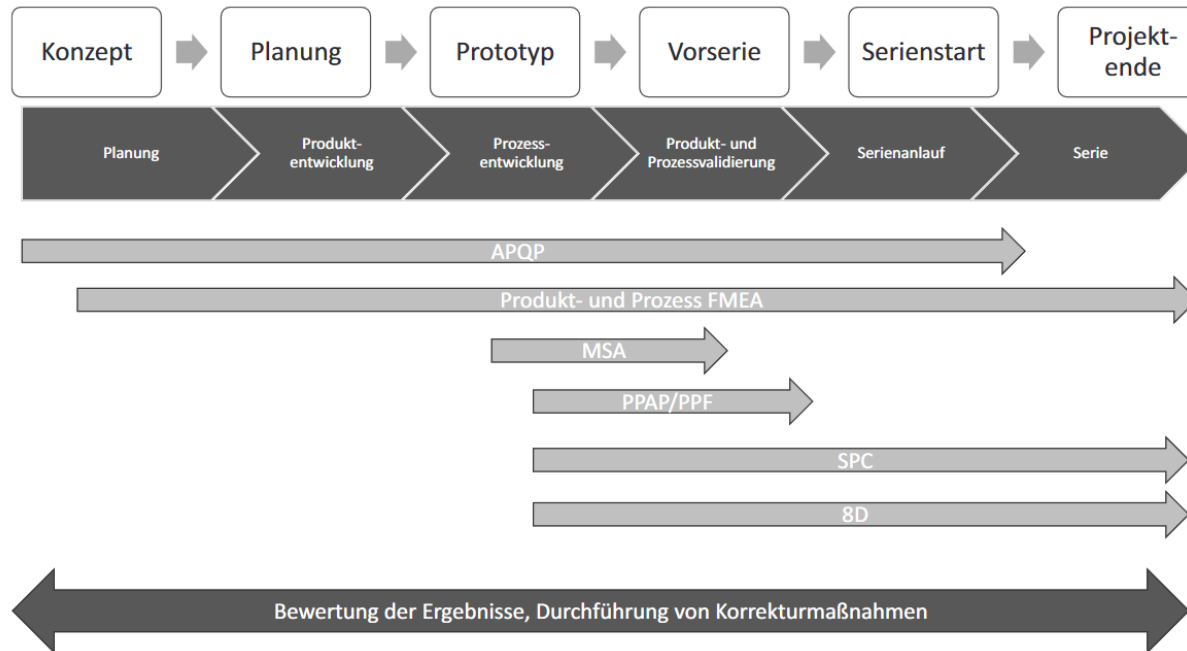 Konzept
Planung
Prototyp
Vorserie
Serienstart
Projekt-
ende
Planung
Produkt-
entwicklung
Prozess-
entwicklung
Produkt- und
Prozessvalidierung
Serienanlauf
Serie
APQP
Produkt- und Prozess FMEA
MSA
PPAP/PPF
SPC
8D
Bewertung der Ergebnisse, Durchführung von Korrekturmaßnahmen